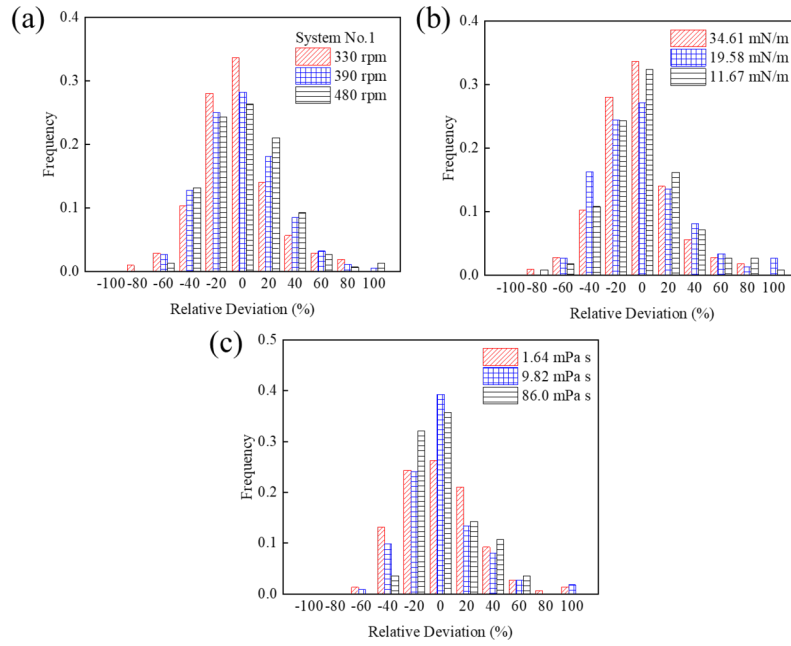 (a)
System No.1
330 rpm
390 rpm
480 rpm
0.4
0.3
0.2
0.1
0.0
Frequency
-100 -80 -60 -40 -20 0 20 40 60 80 100
Relative Deviation (%)
(b)
34.61 mN/m
19.58 mN/m
11.67 mN/m
0.4
0.3
0.2
0.1
0.0
Frequency
-100 -80 -60 -40 -20 0 20 40 60 80 100
Relative Deviation (%)
(c)
1.64 mPa s
9.82 mPa s
86.0 mPa s
0.5
0.4
0.3
0.2
0.1
0.0
Frequency
-100 -80 -60 -40 -20 0 20 40 60 80 100
Relative Deviation (%)